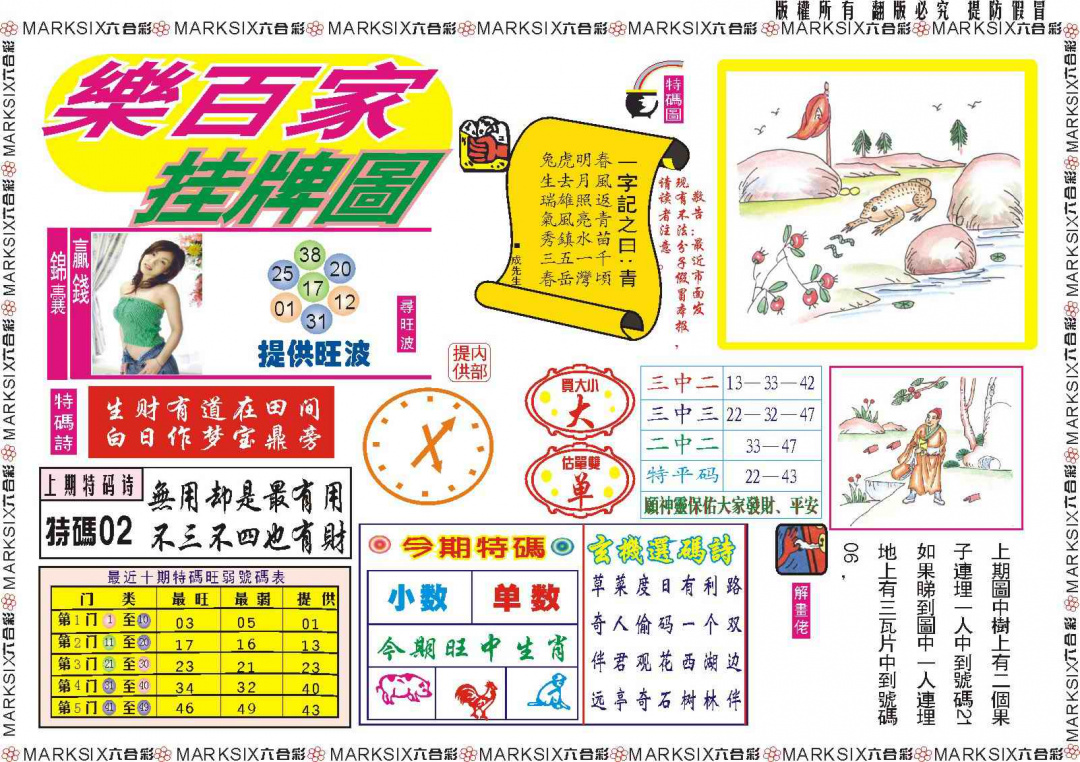 版權所有 翻版必究 提防假冒
MARKSIX六合彩 MARKSIX六合彩 MARKSIX六合彩 MARKSIX六合彩 MARKSIX六合彩 MARKSIX六合彩 MARKSIX六合彩
樂百家
挂牌圖
贏錢
錦囊
38
25
20
17
01
12
31
提供旺波
尋旺波
内部
提供
一字記之曰:青
春風返青苗千頃
明月照亮水一灣
虎去雄風鎮五岳
兔生瑞氣秀三春
■成先生
特碼圖
敬告:最近市面发
现有不法分子假冒本报,
请读者注意。
特碼詩
生财有道在田间
白日作梦宝鼎旁
上期特码诗
特碼02
無用却是最有用
不三不四也有財
買大小
大
估單雙
单
三中二 13—33—42
三中三 22—32—47
二中二 33—47
特平码 22—43
願神靈保佑大家發財、平安
最近十期特碼旺弱號碼表
门 类 最旺 最弱 提供
第1门 1 至 10 03 05 01
第2门 11 至 20 17 16 13
第3门 21 至 30 23 21 23
第4门 31 至 40 34 32 40
第5门 41 至 49 46 49 43
今期特碼
小数 单数
今期旺中生肖
玄機選碼詩
草菜度日有利路
奇人偷码一个双
伴君观花西湖边
远亭奇石树林伴
解畫佬
上期圖中樹上有二個果
子連埋一人中到號碼21
如果睇到圖中一人連埋
地上有三瓦片中到號碼
06,
MARKSIX六合彩 MARKSIX六合彩 MARKSIX六合彩 MARKSIX六合彩 MARKSIX六合彩 MARKSIX六合彩 MARKSIX六合彩